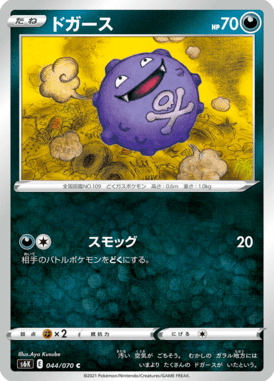 たね ドガース HP70
全国図鑑NO.109 どくガスポケモン 高さ:0.6m 重さ:1.0kg
スモッグ 20
相手のバトルポケモンをどくにする。
弱点 ×2 抵抗力 にげる
Illus. Aya Kusube
S6K C 044/070 C
汚い 空気が ごちそう。 むかしの ガラル地方には
いまより たくさんの ドガースが いたという。
©2021 Pokémon/Nintendo/Creatures/GAME FREAK.